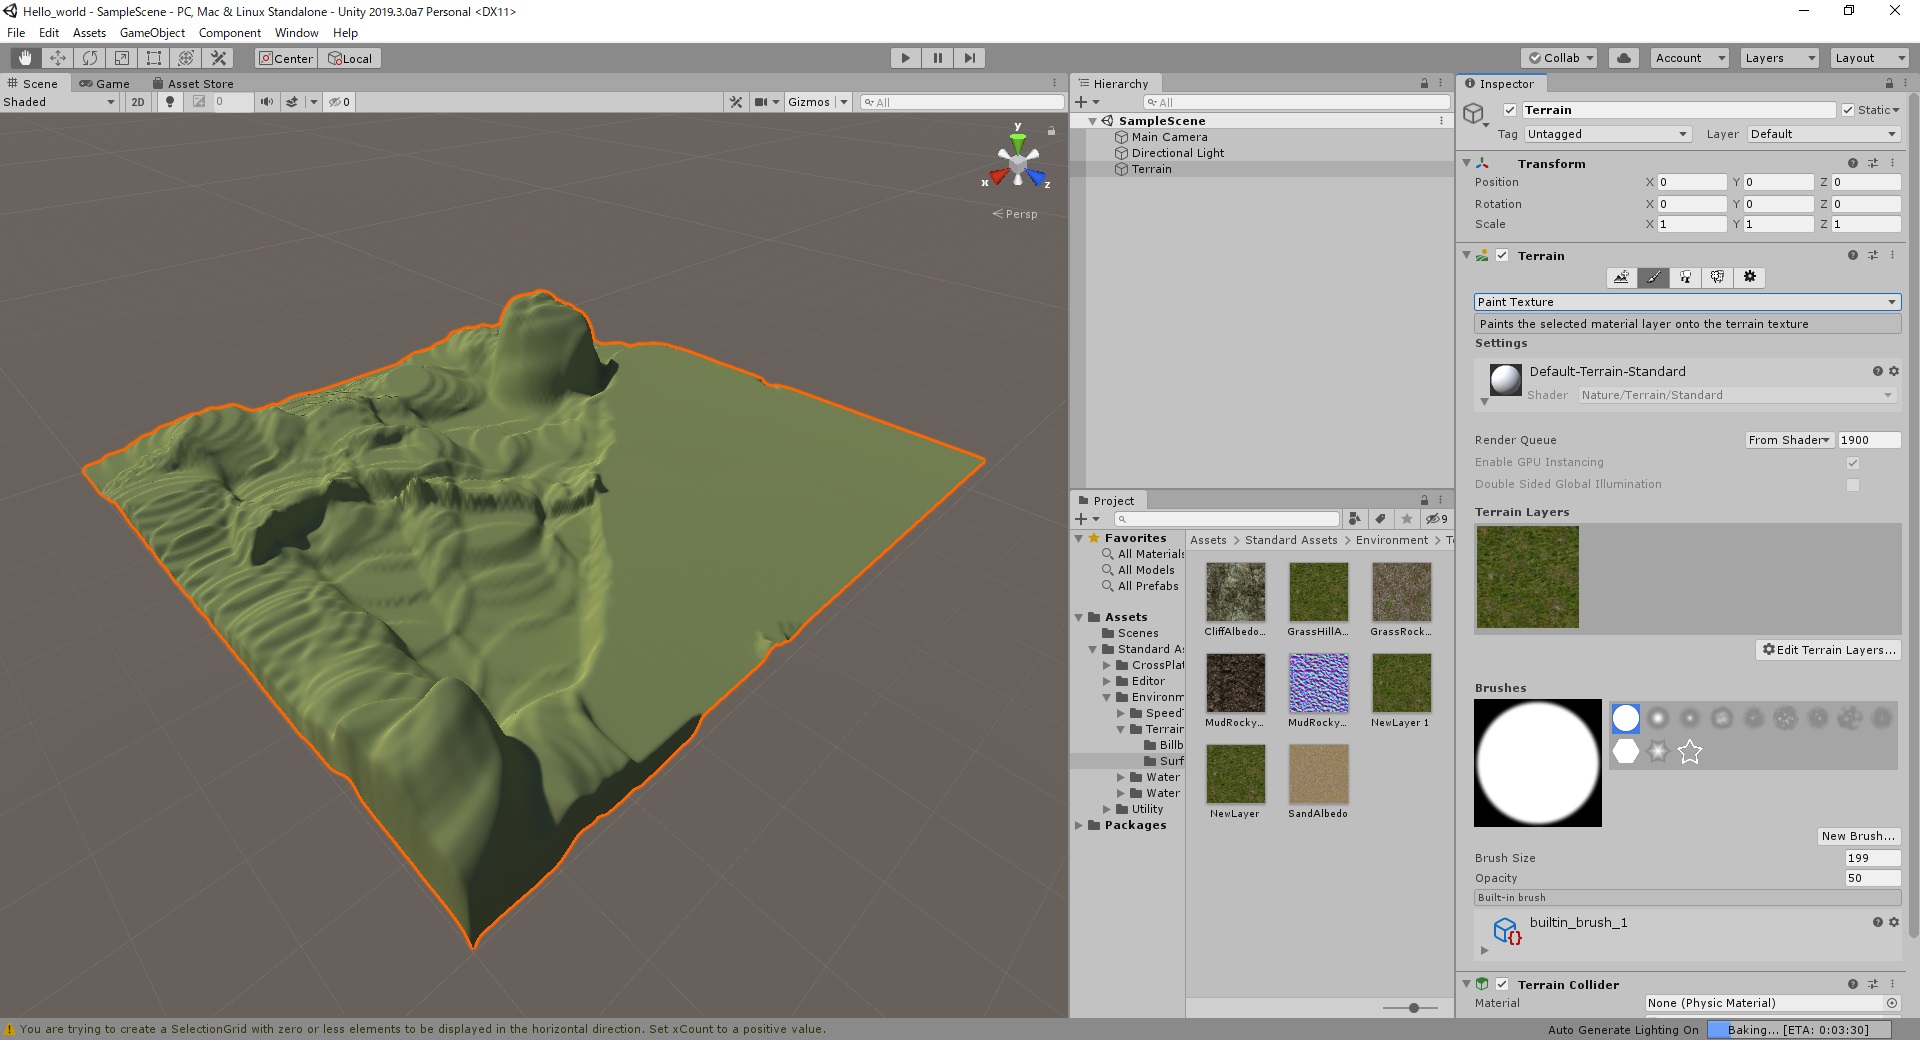 Hello_world - SampleScene - PC, Mac & Linux Standalone - Unity 2019.3.0a7 Personal <DX11>
File Edit Assets GameObject Component Window Help
Center Local
Collab Account Layers Layout
Scene Game Asset Store
Shaded 2D 0 0 Gizmos All
y
x
z
Persp
Hierarchy
All
SampleScene
Main Camera
Directional Light
Terrain
Project
9
Favorites
All Materials
All Models
All Prefabs
Assets
Scenes
Standard As
CrossPlat
Editor
Environm
SpeedT
Terrain
Billb
Surf
Water
Water
Utility
Packages
Assets > Standard Assets > Environment > T
CliffAlbedo... GrassHillA... GrassRock...
MudRocky... MudRocky... NewLayer 1
NewLayer SandAlbedo
Inspector
Terrain Static
Tag Untagged Layer Default
Transform
Position X 0 Y 0 Z 0
Rotation X 0 Y 0 Z 0
Scale X 1 Y 1 Z 1
Terrain
Paint Texture
Paints the selected material layer onto the terrain texture
Settings
Default-Terrain-Standard
Shader Nature/Terrain/Standard
Render Queue From Shader 1900
Enable GPU Instancing
Double Sided Global Illumination
Terrain Layers
Edit Terrain Layers...
Brushes
New Brush...
Brush Size 199
Opacity 50
Built-in brush
builtin_brush_1
Terrain Collider
Material None (Physic Material)
You are trying to create a SelectionGrid with zero or less elements to be displayed in the horizontal direction. Set xCount to a positive value.
Auto Generate Lighting On Baking... [ETA: 0:03:30]